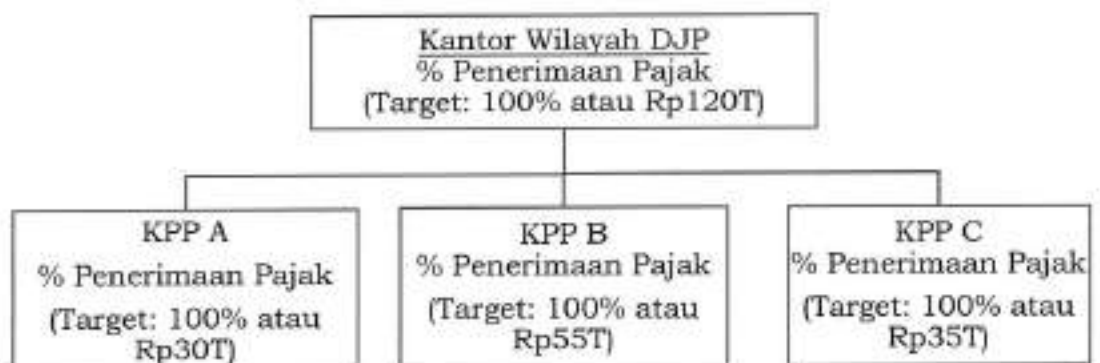 Kantor Wilayah DJP
% Penerimaan Pajak
(Target: 100% atau Rp120T)
KPP A
% Penerimaan Pajak
(Target: 100% atau
Rp30T)
KPP B
% Penerimaan Pajak
(Target: 100% atau
Rp55T)
KPP C
% Penerimaan Pajak
(Target: 100% atau
Rp35T)